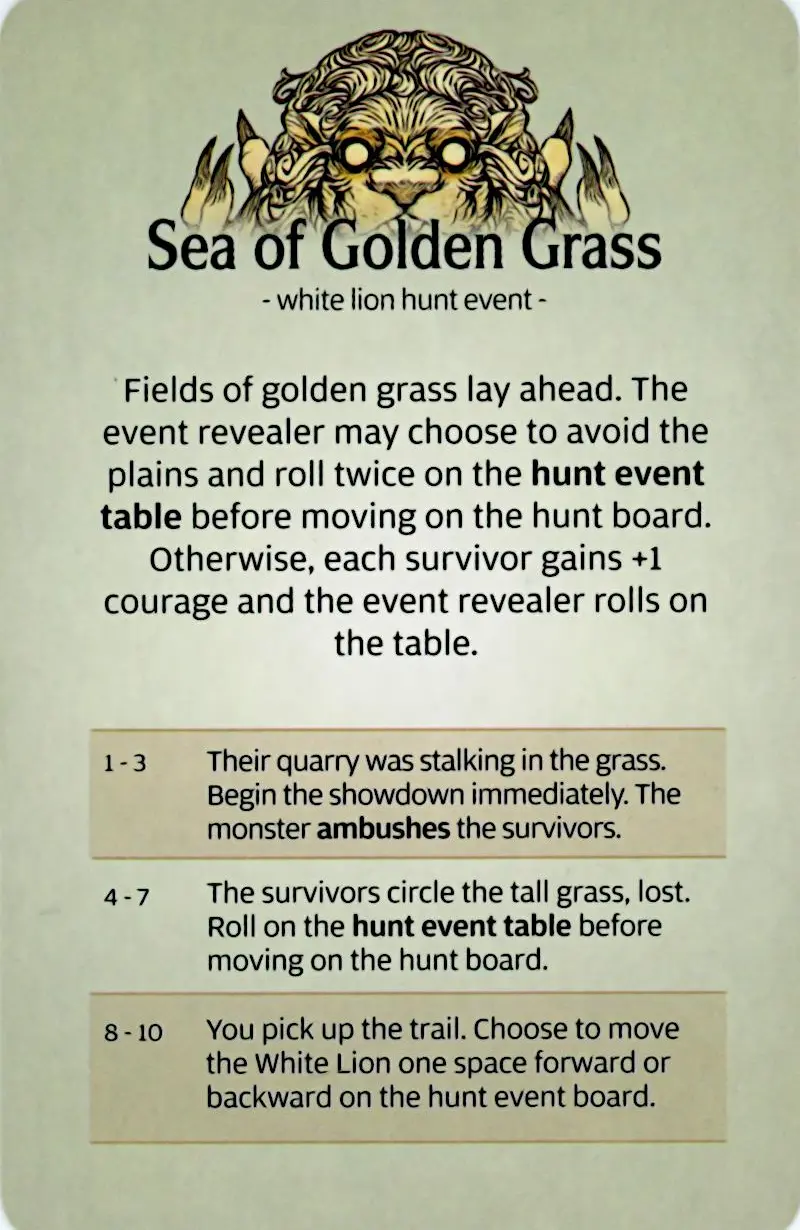 Sea of Golden Grass
- white lion hunt event -
Fields of golden grass lay ahead. The
event revealer may choose to avoid the
plains and roll twice on the hunt event
table before moving on the hunt board.
Otherwise, each survivor gains +1
courage and the event revealer rolls on
the table.
1 - 3 Their quarry was stalking in the grass.
Begin the showdown immediately. The
monster ambushes the survivors.
4 - 7 The survivors circle the tall grass, lost.
Roll on the hunt event table before
moving on the hunt board.
8 - 10 You pick up the trail. Choose to move
the White Lion one space forward or
backward on the hunt event board.